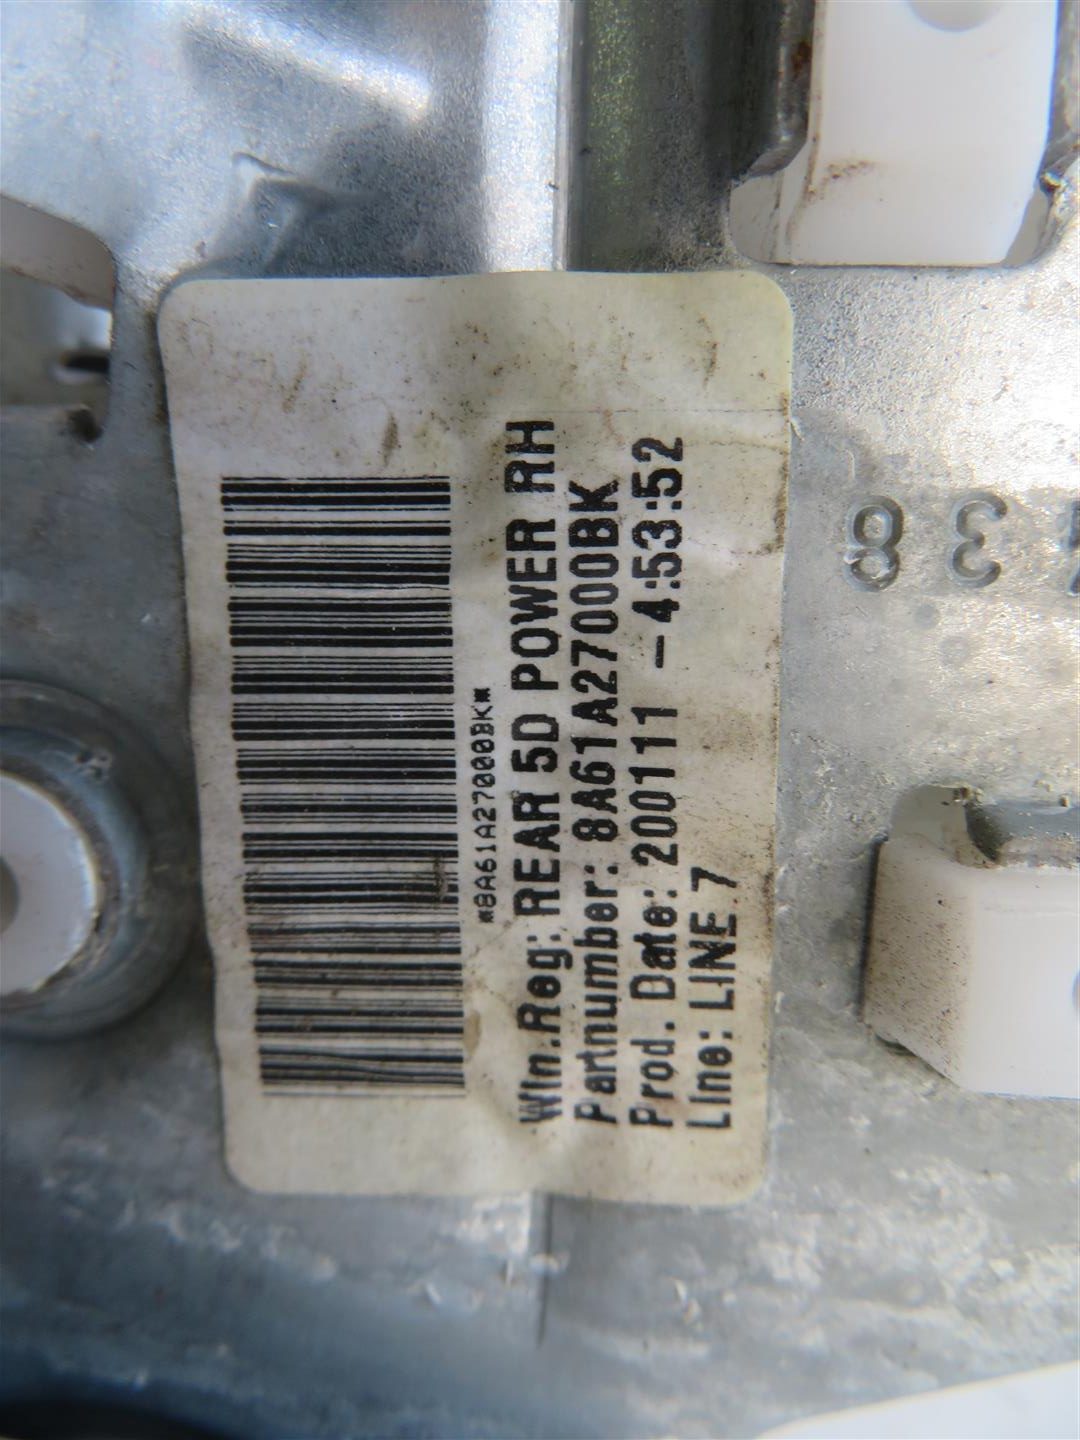 *8A61A27000BK*
Win.Reg: REAR 5D POWER RH
Partnumber: 8A61A27000BK
Prod. Date: 200111 -4:53:52
Line: LINE 7
38